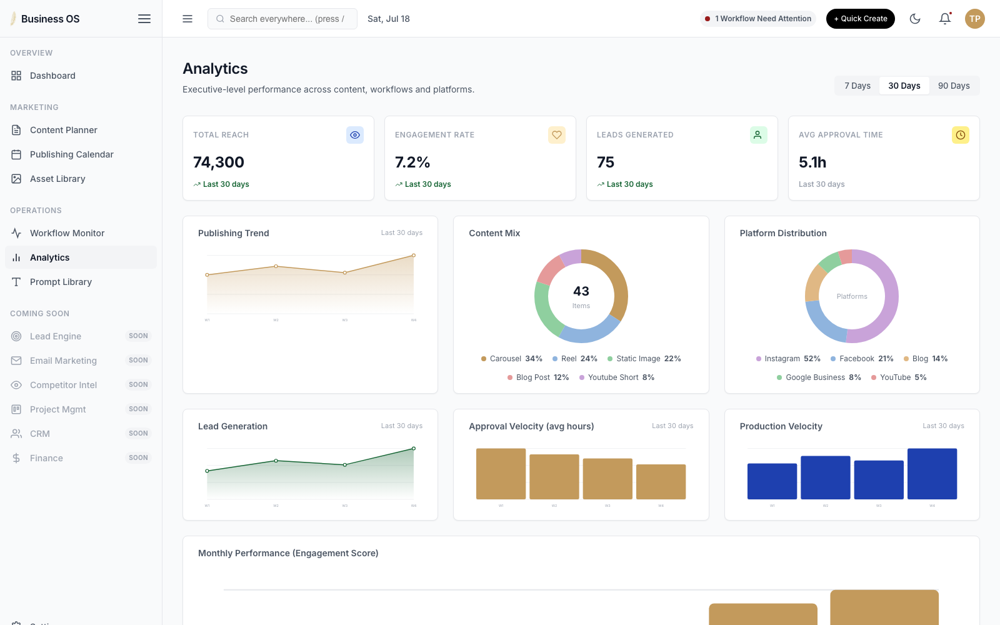 Business OS
Search everywhere... (press /
Sat, Jul 18
1 Workflow Need Attention
+ Quick Create
TP
OVERVIEW
Dashboard
MARKETING
Content Planner
Publishing Calendar
Asset Library
OPERATIONS
Workflow Monitor
Analytics
Prompt Library
COMING SOON
Lead Engine SOON
Email Marketing SOON
Competitor Intel SOON
Project Mgmt SOON
CRM SOON
Finance SOON
Analytics
Executive-level performance across content, workflows and platforms.
7 Days 30 Days 90 Days
TOTAL REACH
74,300
Last 30 days
ENGAGEMENT RATE
7.2%
Last 30 days
LEADS GENERATED
75
Last 30 days
AVG APPROVAL TIME
5.1h
Last 30 days
Publishing Trend Last 30 days
W1 W2 W3 W4
Content Mix
43
Items
Carousel 34% Reel 24% Static Image 22%
Blog Post 12% Youtube Short 8%
Platform Distribution
Platforms
Instagram 52% Facebook 21% Blog 14%
Google Business 8% YouTube 5%
Lead Generation Last 30 days
W1 W2 W3 W4
Approval Velocity (avg hours) Last 30 days
W1 W2 W3 W4
Production Velocity Last 30 days
W1 W2 W3 W4
Monthly Performance (Engagement Score)